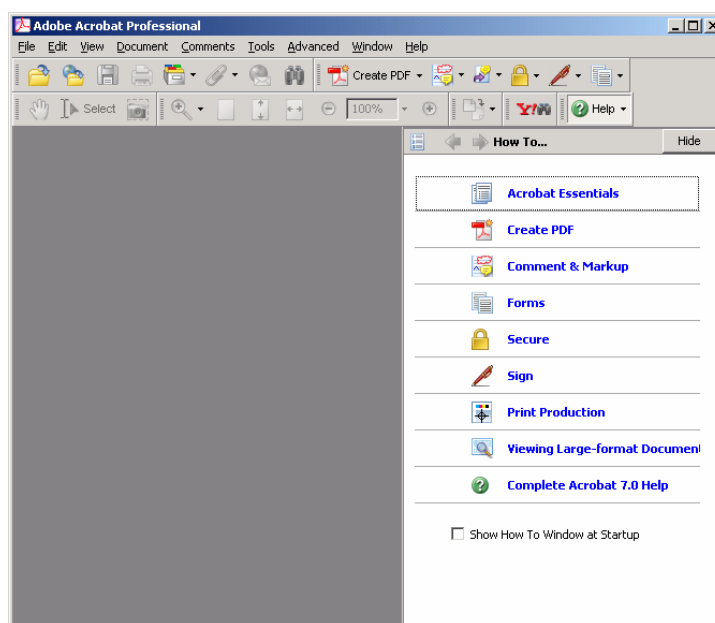 Adobe Acrobat Professional
File Edit View Document Comments Tools Advanced Window Help
Create PDF
Select 100% Y! Help
How To... Hide
Acrobat Essentials
Create PDF
Comment & Markup
Forms
Secure
Sign
Print Production
Viewing Large-format Documen
Complete Acrobat 7.0 Help
Show How To Window at Startup